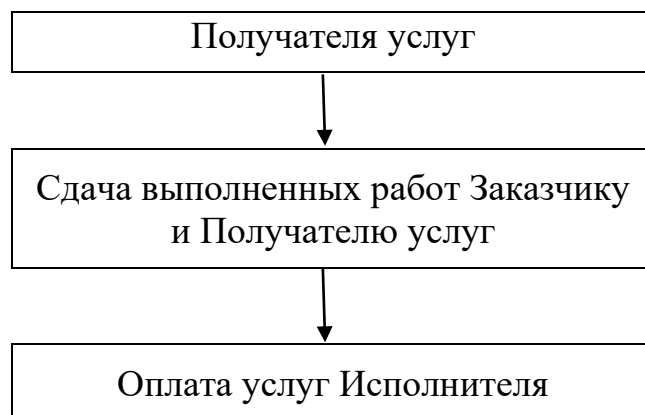 Получателя услуг
Сдача выполненных работ Заказчику
и Получателю услуг
Оплата услуг Исполнителя